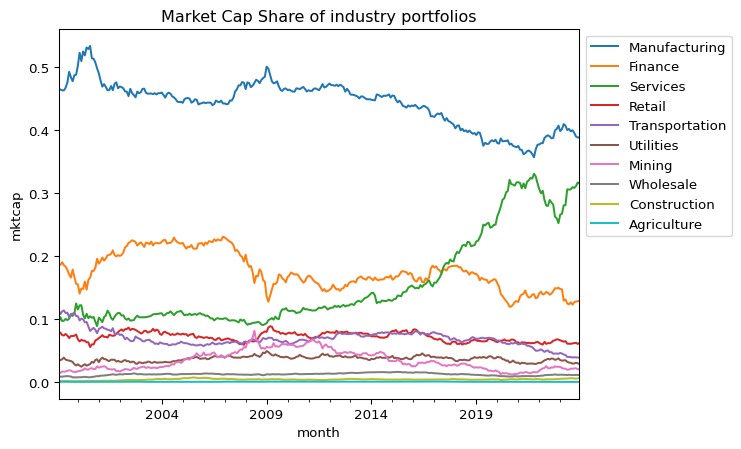 Market Cap Share of industry portfolios
mktcap
0.5
0.4
0.3
0.2
0.1
0.0
2004
2009
2014
2019
month
Manufacturing
Finance
Services
Retail
Transportation
Utilities
Mining
Wholesale
Construction
Agriculture